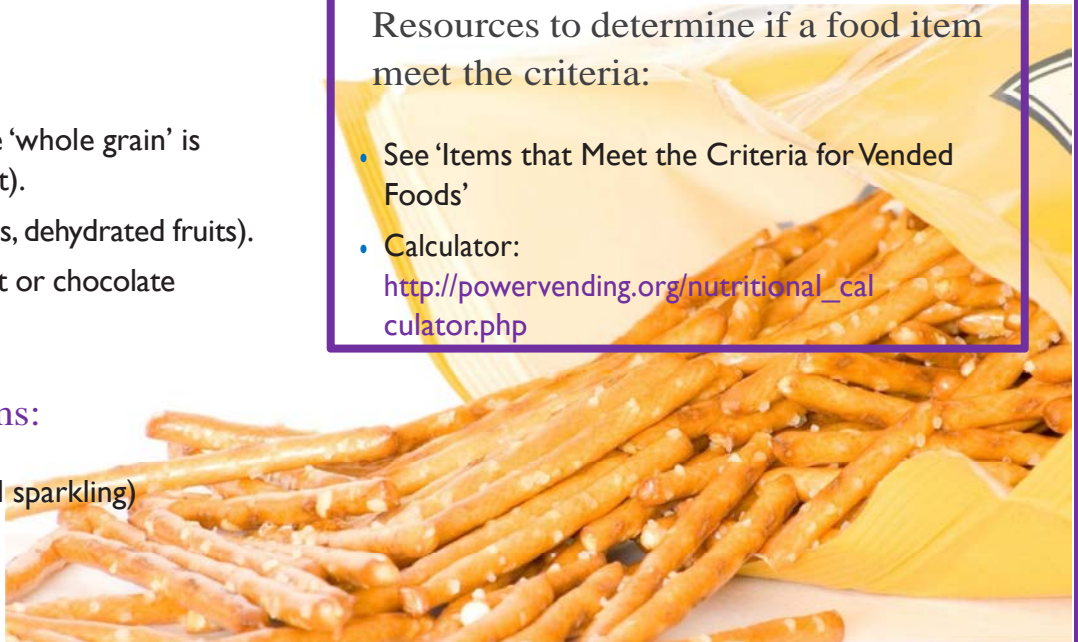 e ‘whole grain’ is
t).
s, dehydrated fruits).
t or chocolate
ns:
l sparkling)
Resources to determine if a food item
meet the criteria:
• See ‘Items that Meet the Criteria for Vended
Foods’
• Calculator:
http://powervending.org/nutritional_cal
culator.php